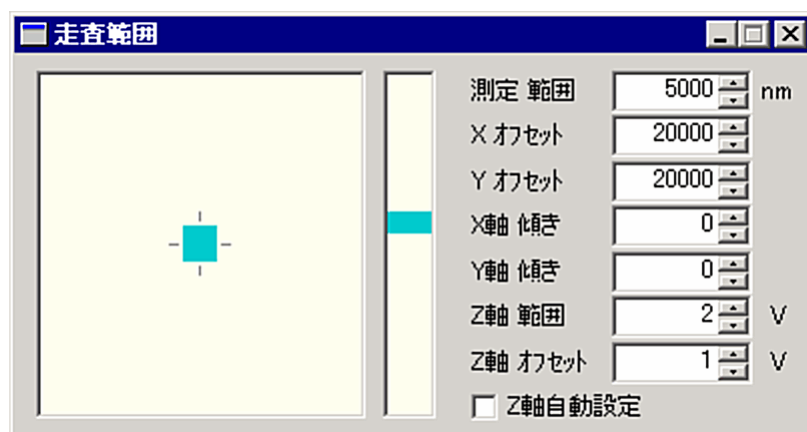 走査範囲
測定 範囲 5000 nm
X オフセット 20000
Y オフセット 20000
X軸 傾き 0
Y軸 傾き 0
Z軸 範囲 2 V
Z軸 オフセット 1 V
Z軸自動設定